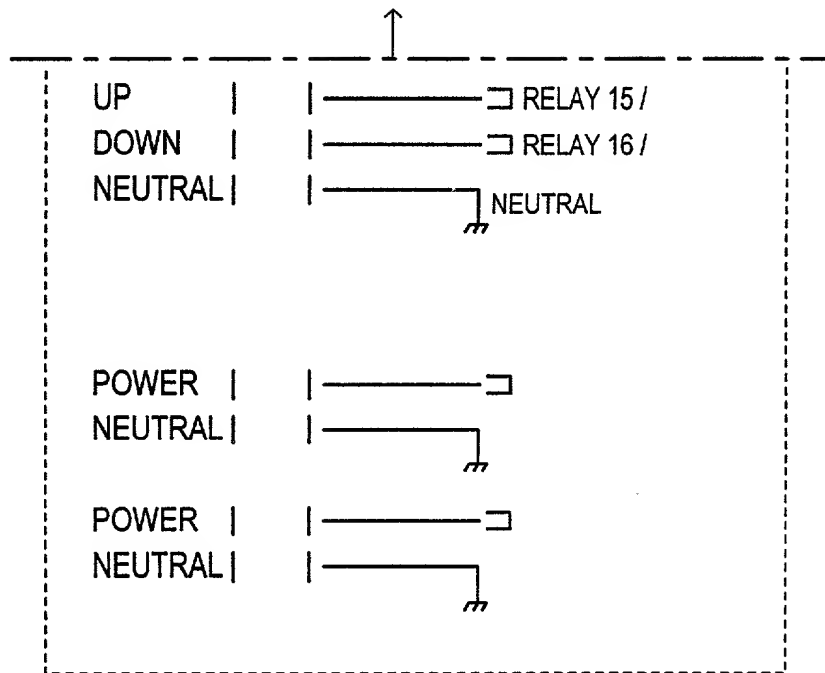 UP RELAY 15 /
DOWN RELAY 16 /
NEUTRAL NEUTRAL
POWER
NEUTRAL
POWER
NEUTRAL